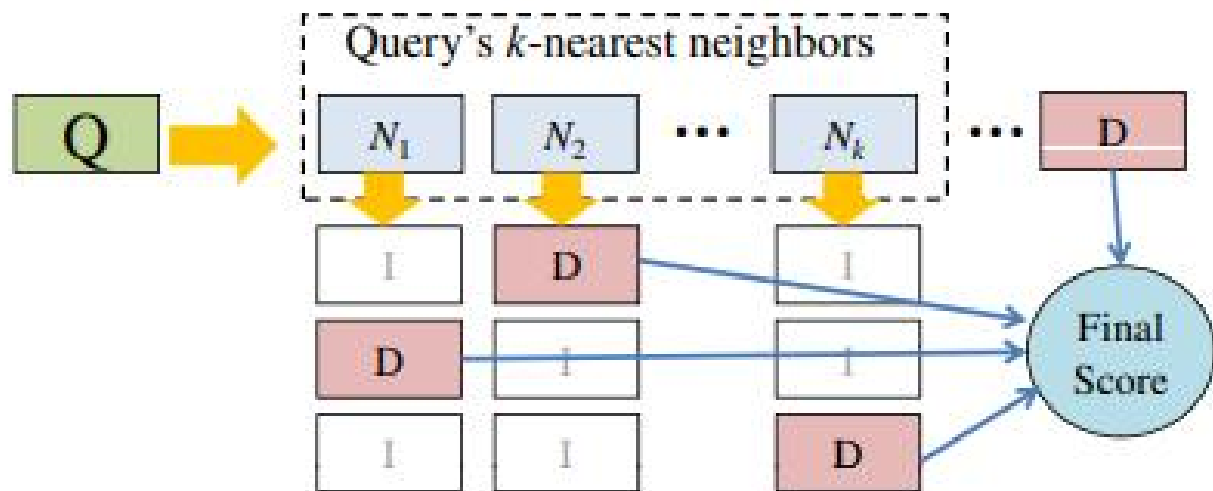 Query's k-nearest neighbors
Q N₁ N₂ ••• Nₖ ••• D
I D I
D I I
I I D
Final
Score